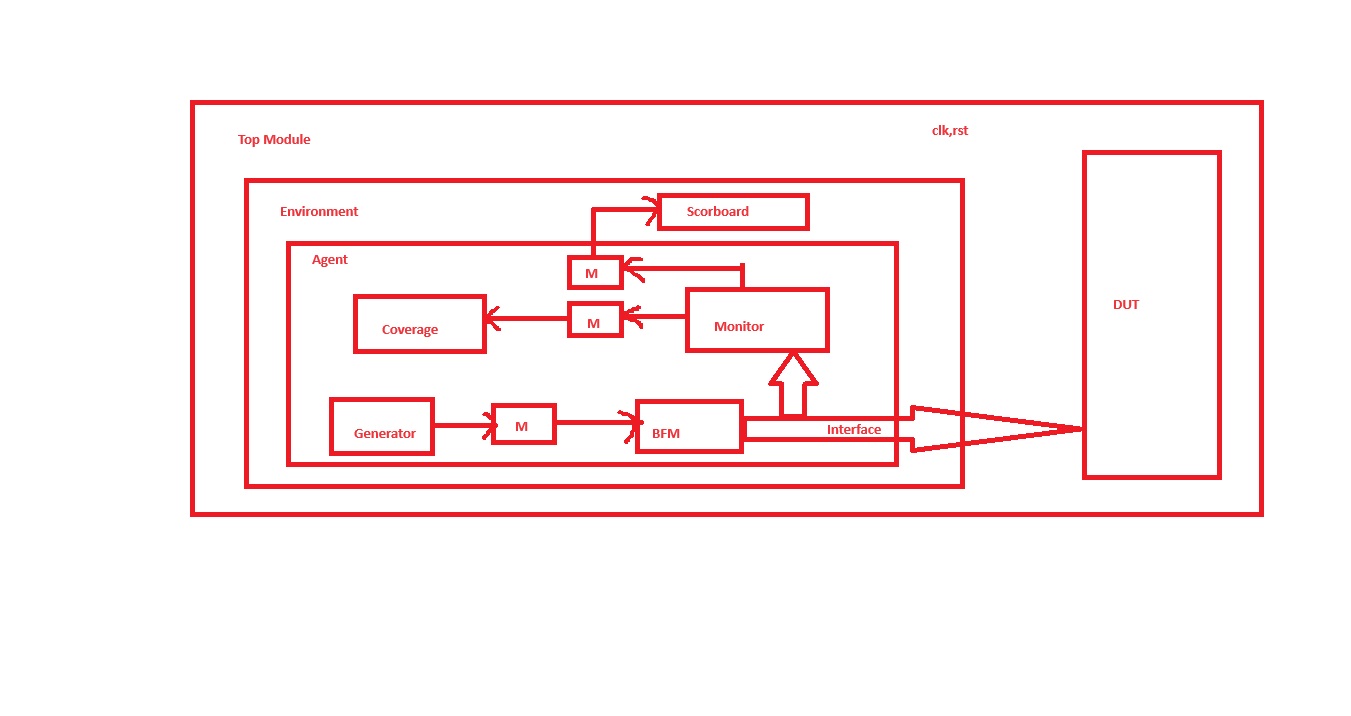 Top Module
clk,rst
Environment
Scorboard
Agent
M
Coverage
M
Monitor
DUT
Generator
M
BFM
Interface